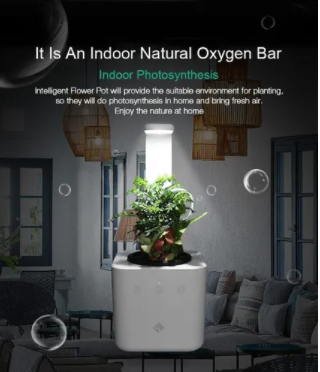 It Is An Indoor Natural Oxygen Bar
Indoor Photosynthesis
Intelligent Flower Pot will provide the suitable environment for planting,
so they will do photosynthesis in home and bring fresh air.
Enjoy the nature at home